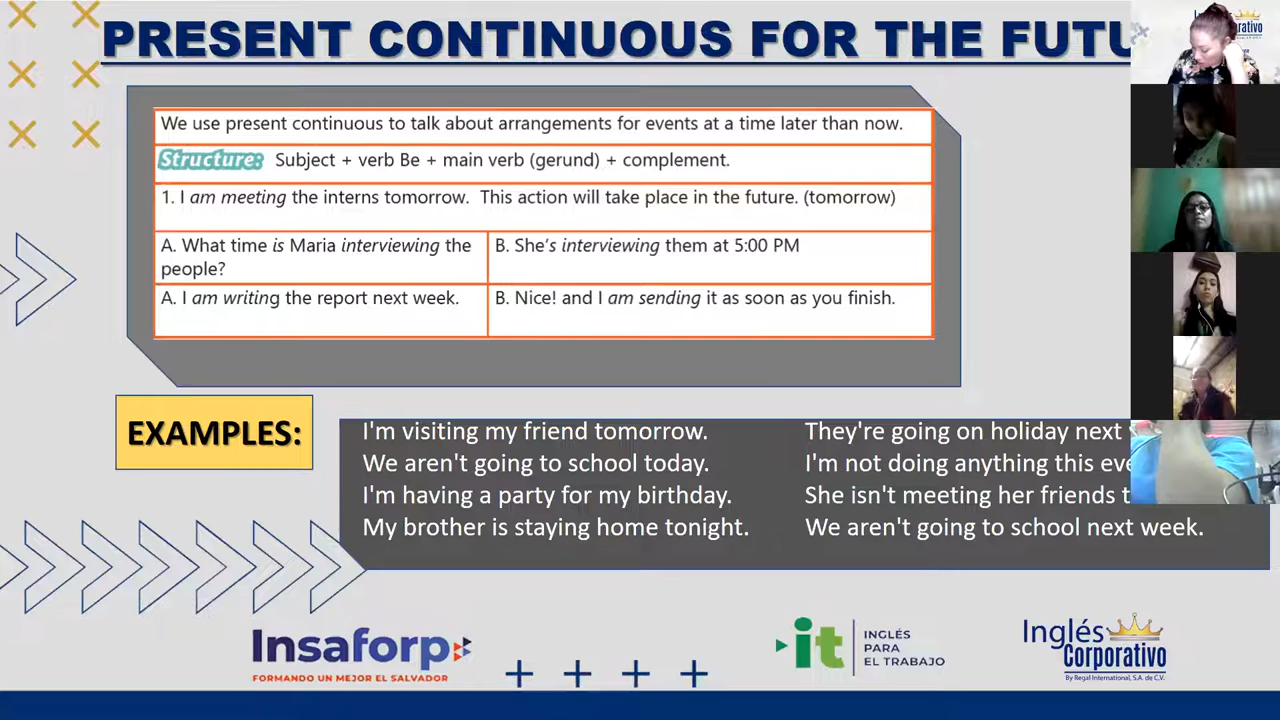 PRESENT CONTINUOUS FOR THE FUTU
We use present continuous to talk about arrangements for events at a time later than now.
Structure: Subject + verb Be + main verb (gerund) + complement.
1. I am meeting the interns tomorrow. This action will take place in the future. (tomorrow)
A. What time is Maria interviewing the
people?
B. She's interviewing them at 5:00 PM
A. I am writing the report next week.
B. Nice! and I am sending it as soon as you finish.
EXAMPLES:
I'm visiting my friend tomorrow.
We aren't going to school today.
I'm having a party for my birthday.
My brother is staying home tonight.
They're going on holiday next
I'm not doing anything this eve
She isn't meeting her friends t
We aren't going to school next week.
Insaforp
FORMANDO UN MEJOR EL SALVADOR
it
INGLÉS
PARA
EL TRABAJO
Inglés
Corporativo
By Regal International, S.A. de C.V.